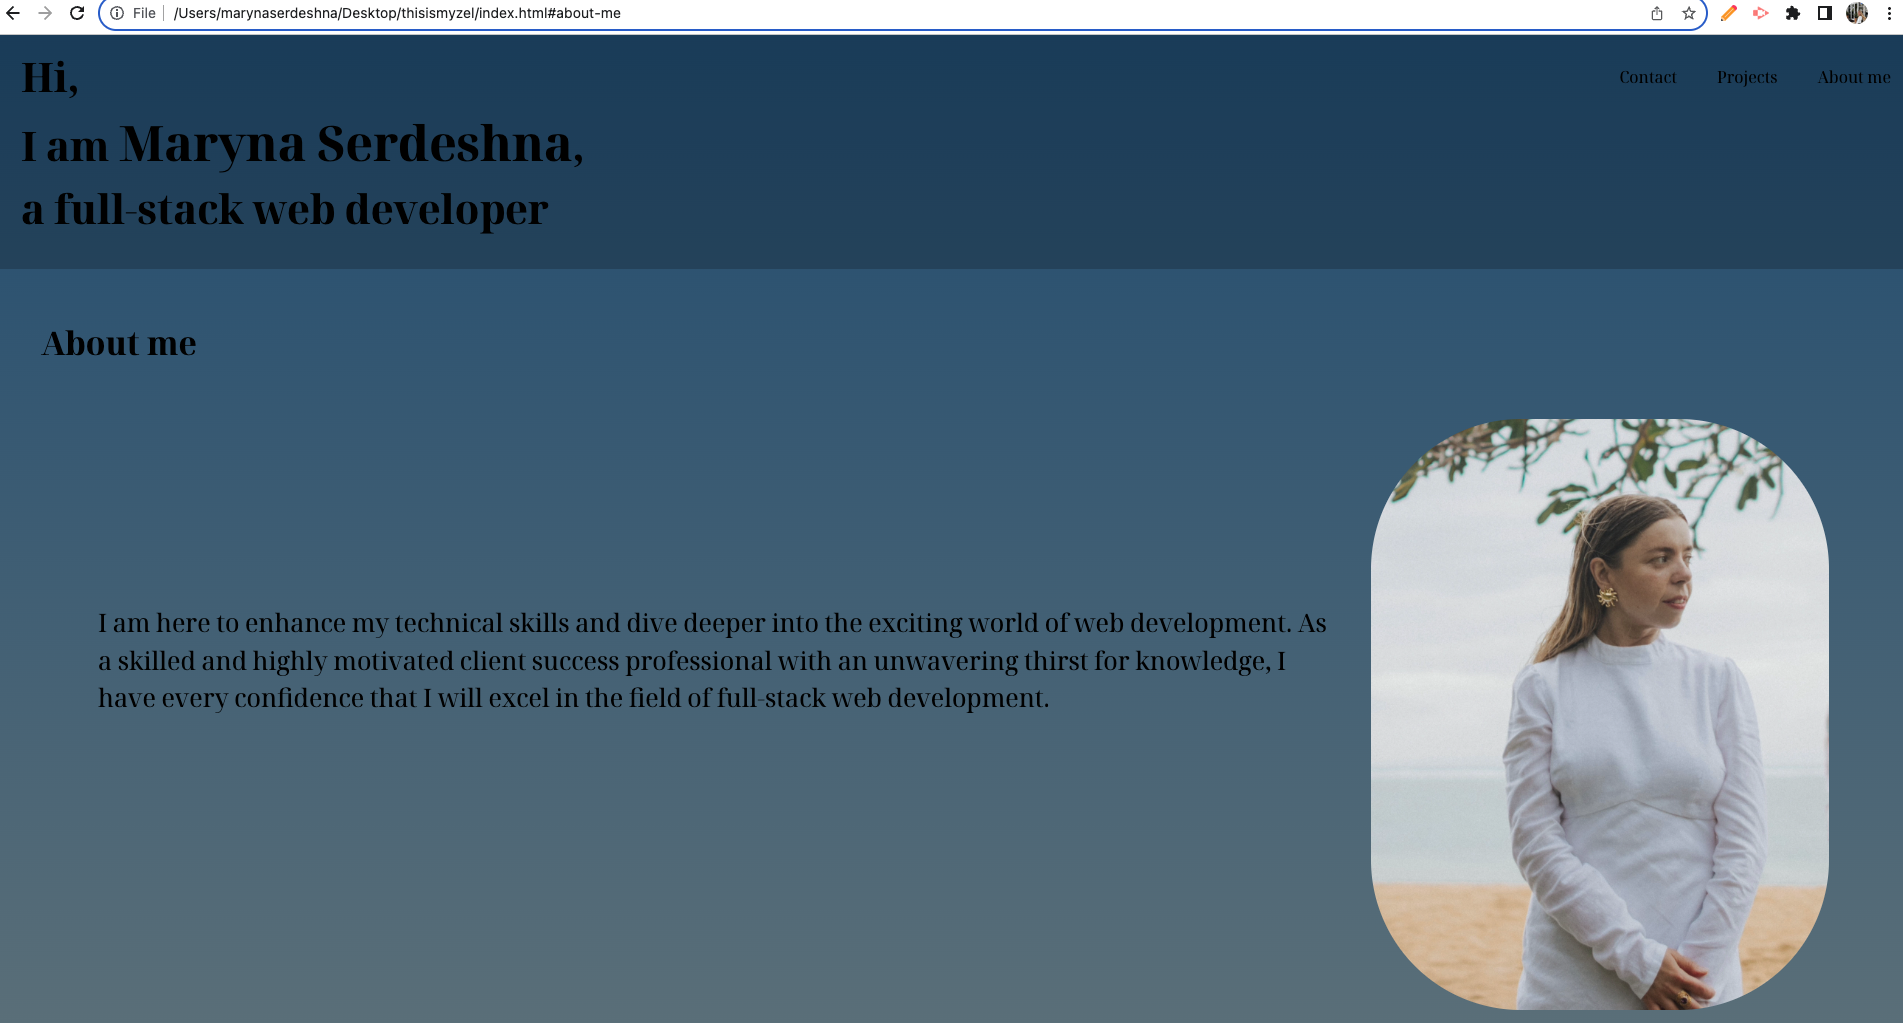 File
/Users/marynaserdeshna/Desktop/thisismyzel/index.html#about-me
Hi,
Contact Projects About me
I am Maryna Serdeshna,
a full-stack web developer
About me
I am here to enhance my technical skills and dive deeper into the exciting world of web development. As
a skilled and highly motivated client success professional with an unwavering thirst for knowledge, I
have every confidence that I will excel in the field of full-stack web development.